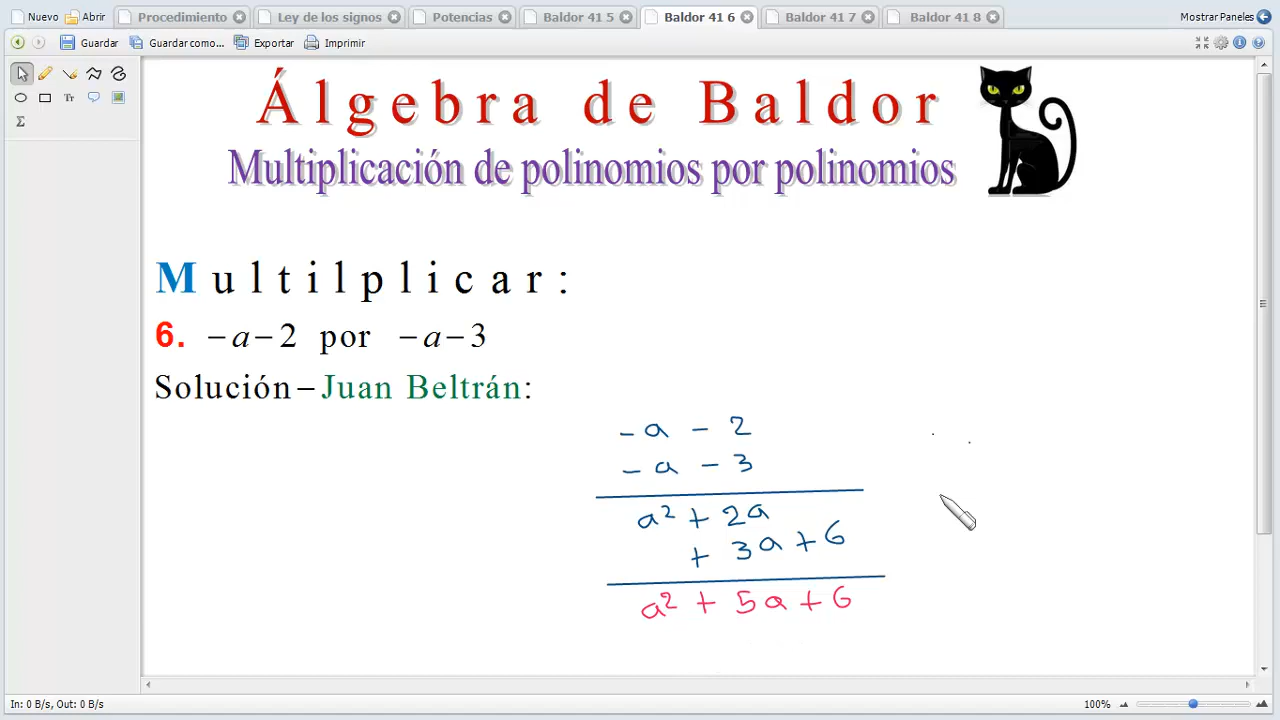 Nuevo Abrir Procedimiento Ley de los signos Potencias Baldor 41 5 Baldor 41 6 Baldor 41 7 Baldor 41 8 Mostrar Paneles
Guardar Guardar como... Exportar Imprimir
Álgebra de Baldor
Multiplicación de polinomios por polinomios
Tr
Σ
Multilplicar:
6. −a−2 por −a−3
Solución−Juan Beltrán:
-a - 2
-a - 3
a² + 2a
+ 3a + 6
a² + 5a + 6
In: 0 B/s, Out: 0 B/s 100%